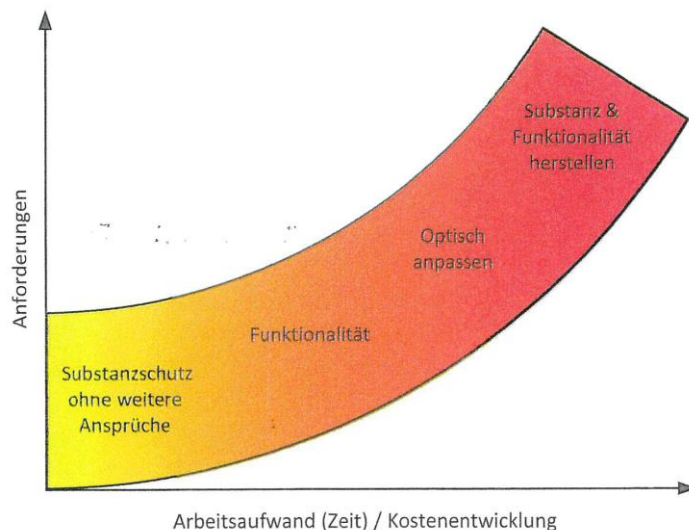 Anforderungen
Substanz &
Funktionalität
herstellen
Optisch
anpassen
Funktionalität
Substanzschutz
ohne weitere
Ansprüche
Arbeitsaufwand (Zeit) / Kostenentwicklung